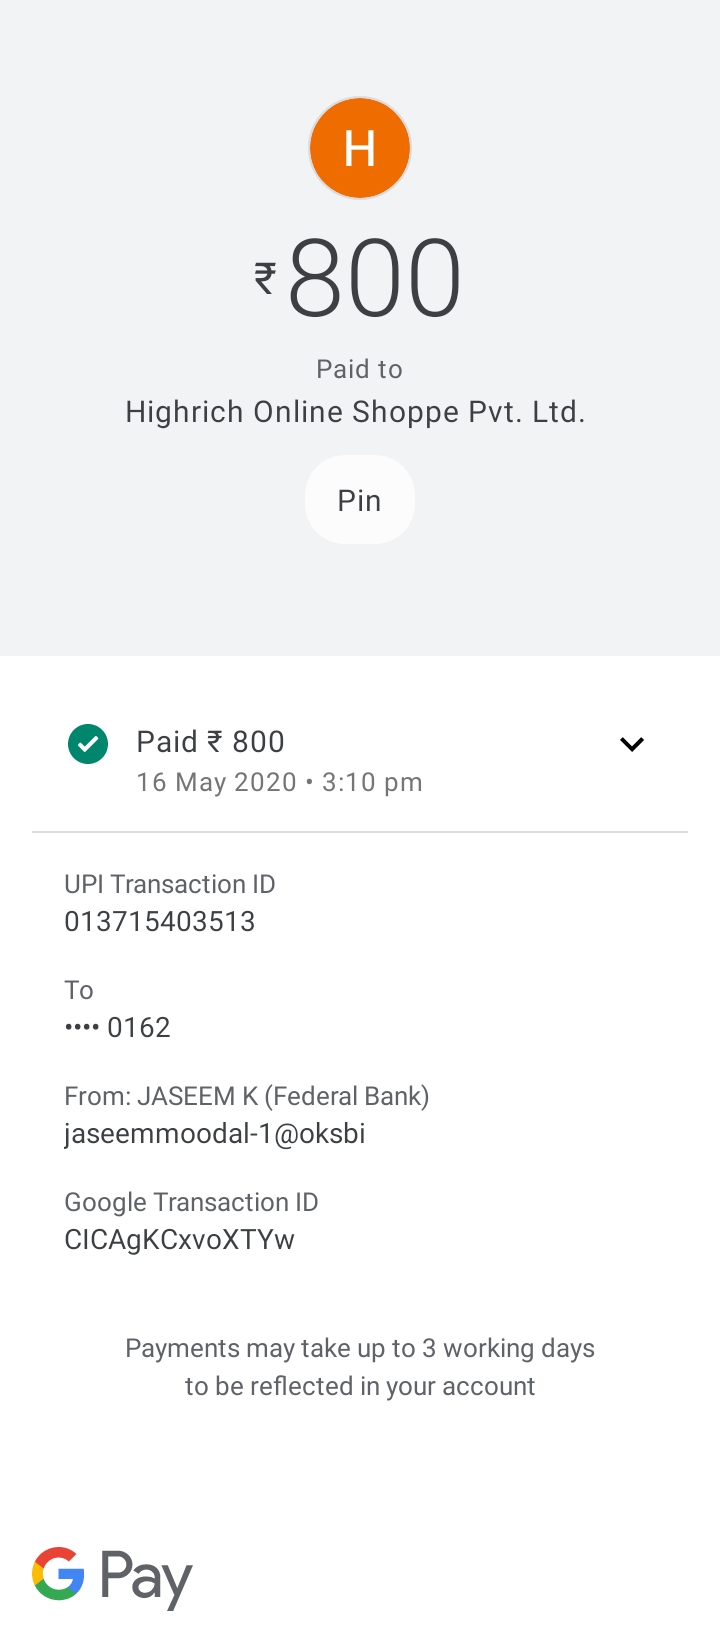 H
₹800
Paid to
Highrich Online Shoppe Pvt. Ltd.
Pin
Paid ₹ 800
16 May 2020 • 3:10 pm
UPI Transaction ID
013715403513
To
•••• 0162
From: JASEEM K (Federal Bank)
jaseemmoodal-1@oksbi
Google Transaction ID
CICAgKCxvoXTYw
Payments may take up to 3 working days
to be reflected in your account
G Pay